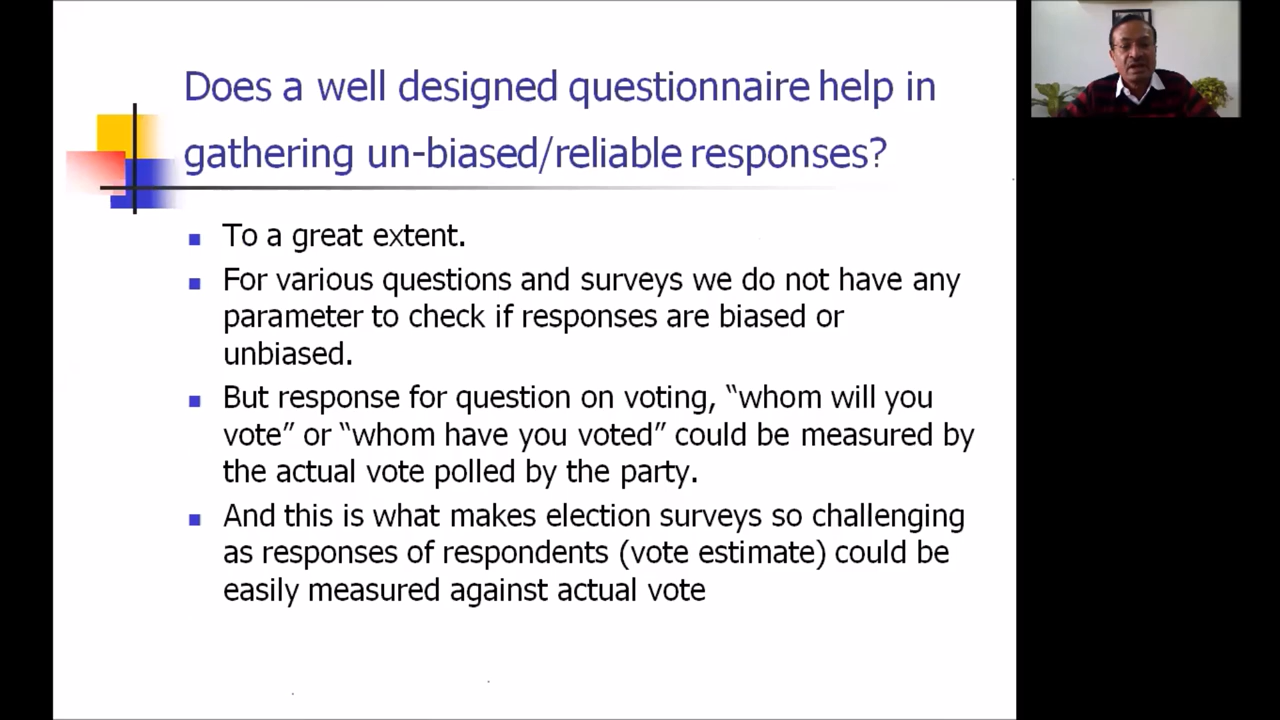 Does a well designed questionnaire help in
gathering un-biased/reliable responses?
To a great extent.
For various questions and surveys we do not have any
parameter to check if responses are biased or
unbiased.
But response for question on voting, “whom will you
vote” or “whom have you voted” could be measured by
the actual vote polled by the party.
And this is what makes election surveys so challenging
as responses of respondents (vote estimate) could be
easily measured against actual vote